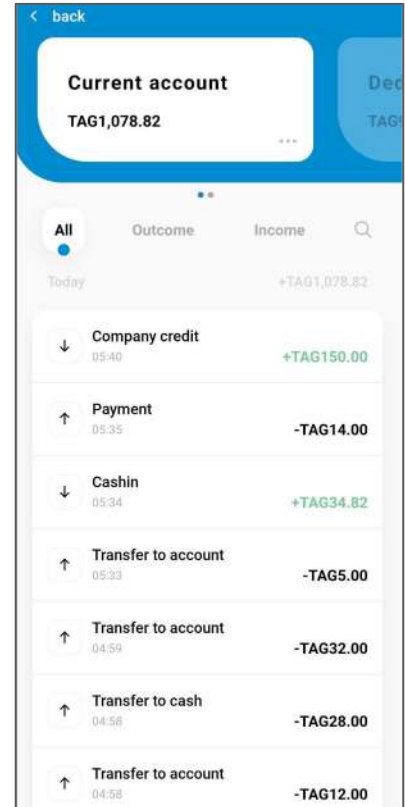 back
Current account
Dec
TAG1,078.82
TAG9
All
Outcome
Income
Today
+TAG1,078.82
Company credit
05:40
+TAG150.00
Payment
05:35
-TAG14.00
Cashin
05:34
+TAG34.82
Transfer to account
05:33
-TAG5.00
Transfer to account
04:59
-TAG32.00
Transfer to cash
04:58
-TAG28.00
Transfer to account
04:58
-TAG12.00